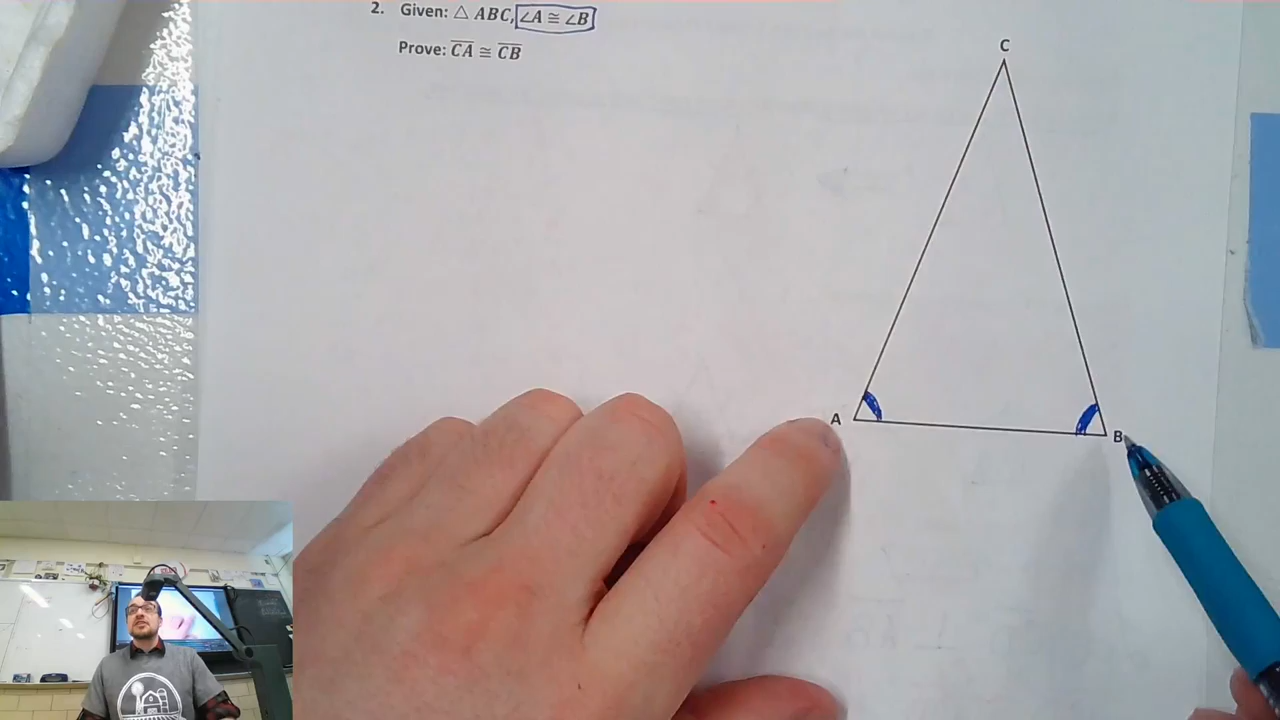 2. Given: △ ABC, ∠A ≅ ∠B
Prove: CA ≅ CB
C
A
B